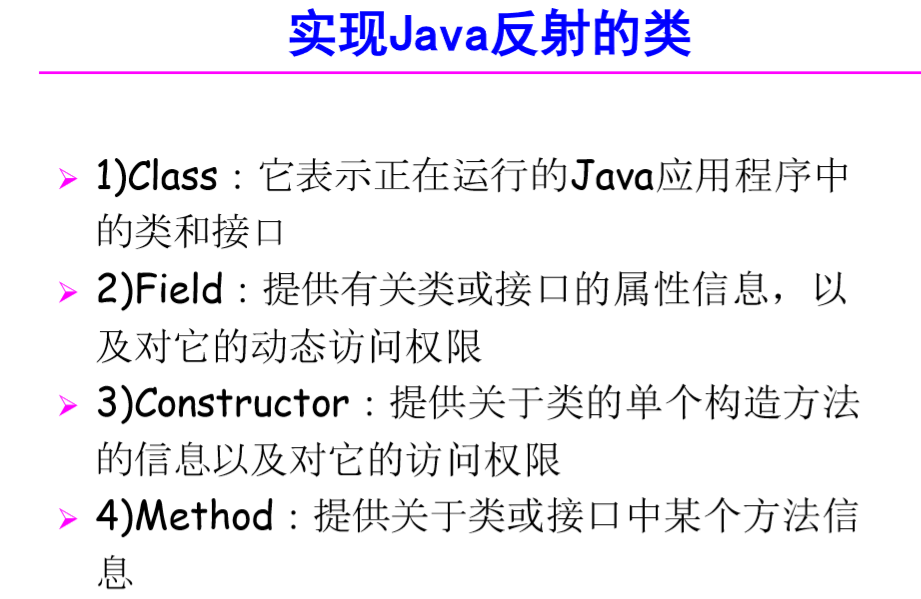 实现Java反射的类
1)Class：它表示正在运行的Java应用程序中
的类和接口
2)Field：提供有关类或接口的属性信息，以
及对它的动态访问权限
3)Constructor：提供关于类的单个构造方法
的信息以及对它的访问权限
4)Method：提供关于类或接口中某个方法信
息